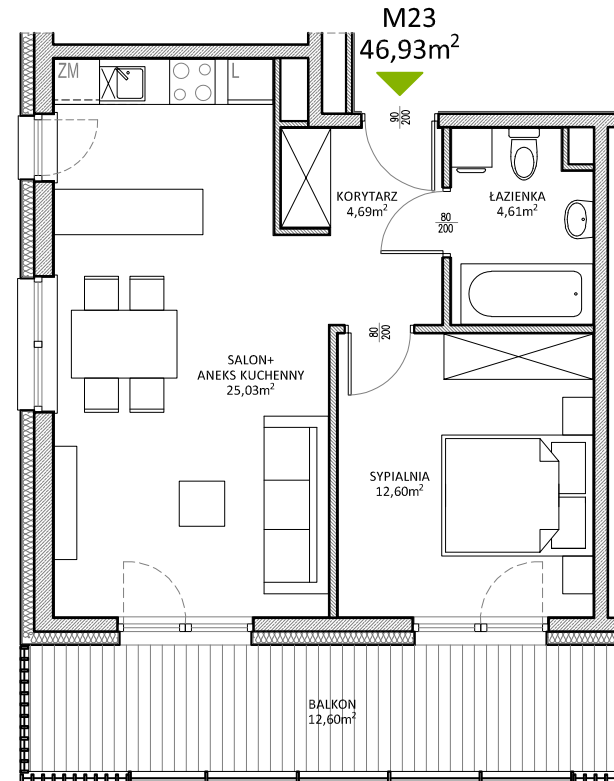 M23
46,93m²
ZM
L
90
200
KORYTARZ
4,69m²
ŁAZIENKA
4,61m²
80
200
80
200
SALON+
ANEKS KUCHENNY
25,03m²
SYPIALNIA
12,60m²
BALKON
12,60m²